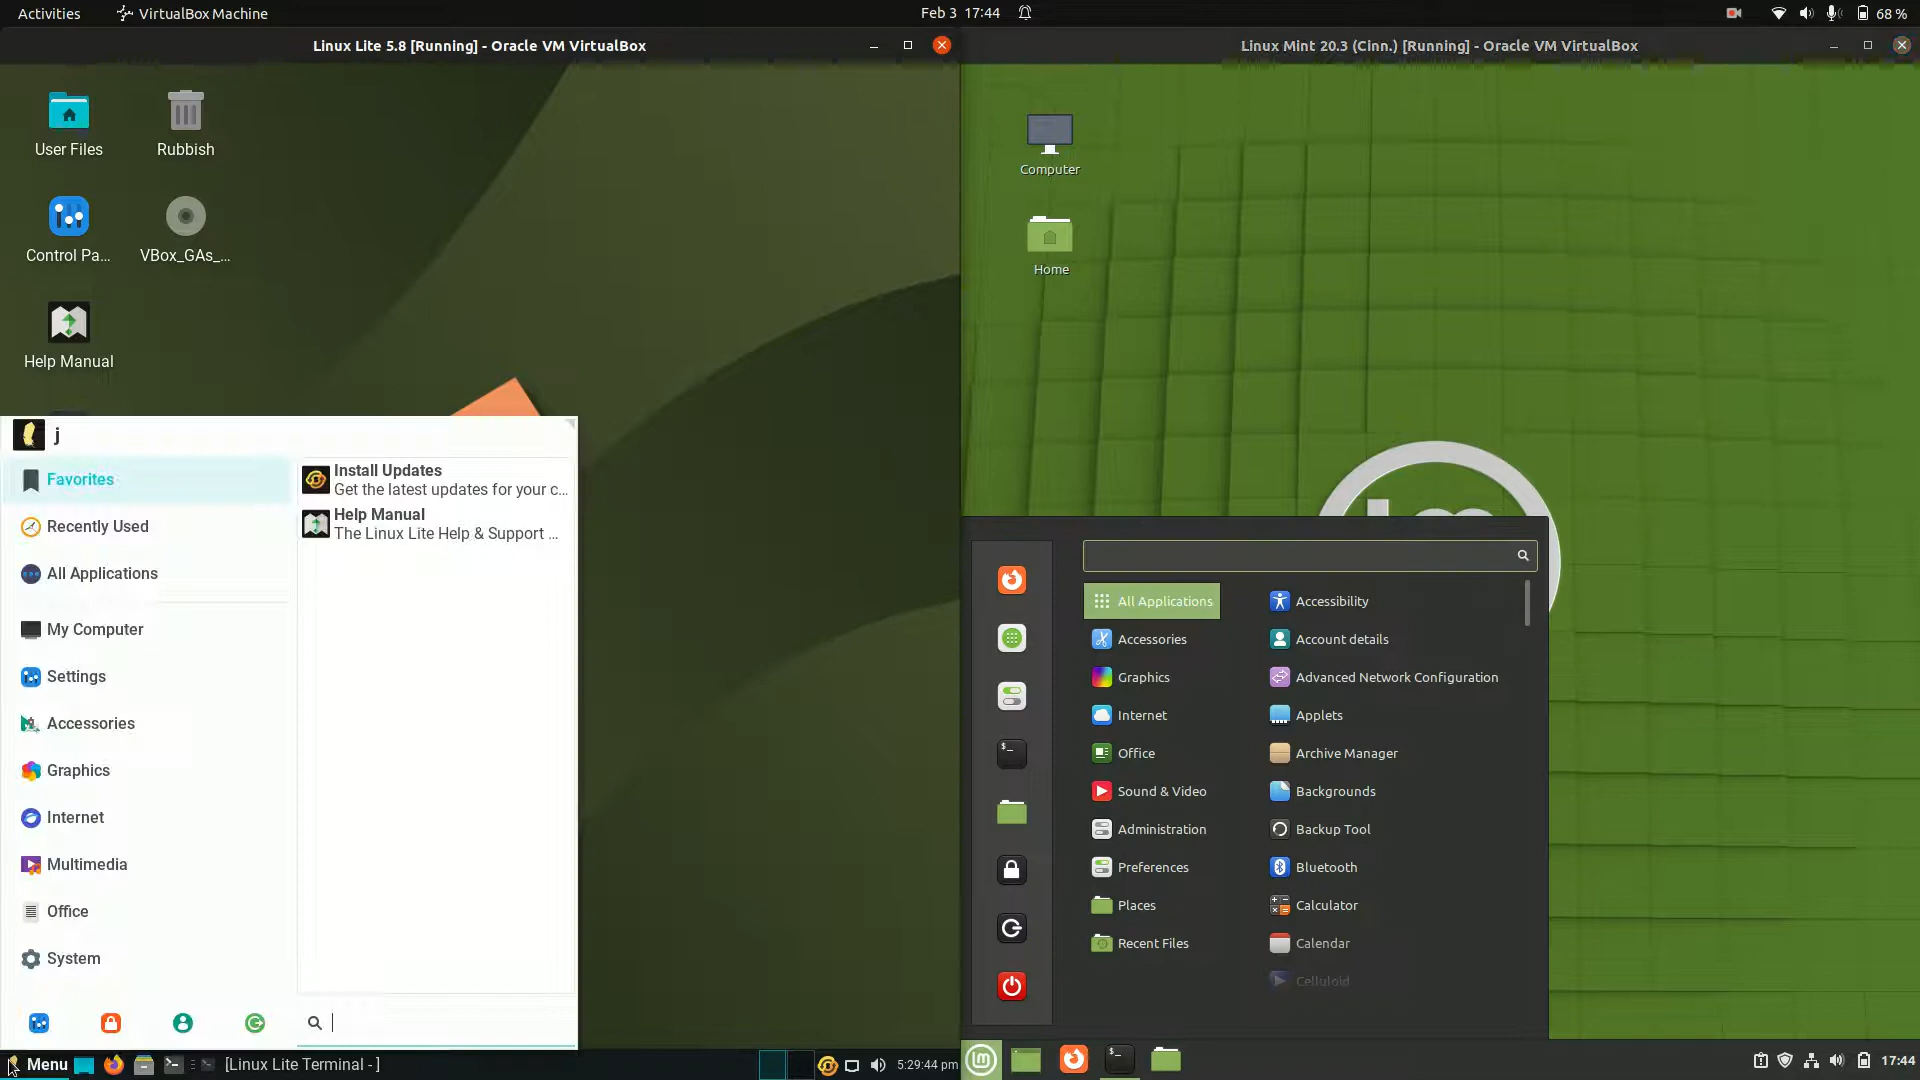 Activities
VirtualBox Machine
Feb 3 17:44
68 %
Linux Lite 5.8 [Running] - Oracle VM VirtualBox
Linux Mint 20.3 (Cinn.) [Running] - Oracle VM VirtualBox
User Files
Rubbish
Control Pa...
VBox_GAs_...
Help Manual
j
Favorites
Recently Used
All Applications
My Computer
Settings
Accessories
Graphics
Internet
Multimedia
Office
System
Install Updates
Get the latest updates for your c...
Help Manual
The Linux Lite Help & Support ...
Menu
[Linux Lite Terminal - ]
5:29:44 pm
Computer
Home
All Applications
Accessories
Graphics
Internet
Office
Sound & Video
Administration
Preferences
Places
Recent Files
Accessibility
Account details
Advanced Network Configuration
Applets
Archive Manager
Backgrounds
Backup Tool
Bluetooth
Calculator
Calendar
Celluloid
17:44